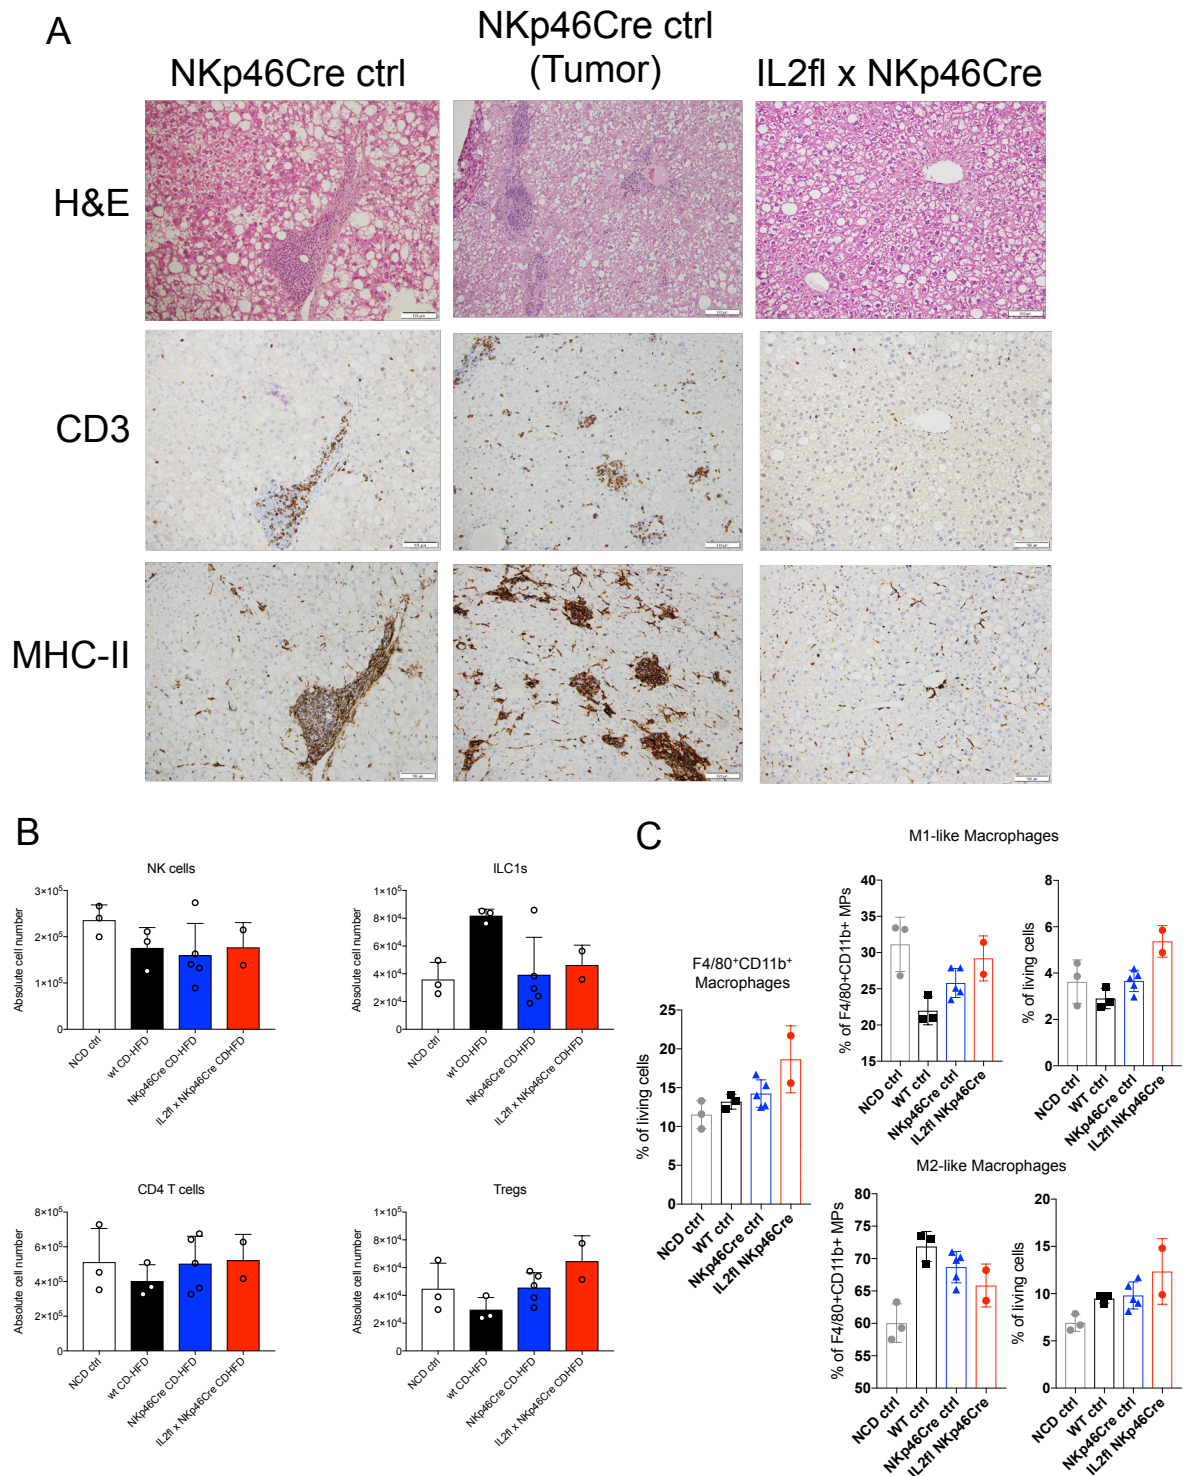 A
NKp46Cre ctrl
NKp46Cre ctrl
(Tumor)
IL2fl x NKp46Cre
H&E
CD3
MHC-II
B
NK cells
Absolute cell number
3×10⁵
2×10⁵
1×10⁵
0
NCD ctrl
wt CD-HFD
NKp46Cre CD-HFD
IL2fl x NKp46Cre CDHFD
ILC1s
Absolute cell number
1×10⁵
8×10⁴
6×10⁴
4×10⁴
2×10⁴
0
NCD ctrl
wt CD-HFD
NKp46Cre CD-HFD
IL2fl x NKp46Cre CDHFD
CD4 T cells
Absolute cell number
8×10⁵
6×10⁵
4×10⁵
2×10⁵
0
NCD ctrl
wt CD-HFD
NKp46Cre CD-HFD
IL2fl x NKp46Cre CDHFD
Tregs
Absolute cell number
1×10⁵
8×10⁴
6×10⁴
4×10⁴
2×10⁴
0
NCD ctrl
wt CD-HFD
NKp46Cre CD-HFD
IL2fl x NKp46Cre CDHFD
C
F4/80⁺CD11b⁺
Macrophages
% of living cells
25
20
15
10
5
0
NCD ctrl
WT ctrl
NKp46Cre ctrl
IL2fl NKp46Cre
M1-like Macrophages
% of F4/80+CD11b+ MPs
40
35
30
25
20
15
NCD ctrl
WT ctrl
NKp46Cre ctrl
IL2fl NKp46Cre
% of living cells
8
6
4
2
0
NCD ctrl
WT ctrl
NKp46Cre ctrl
IL2fl NKp46Cre
M2-like Macrophages
% of F4/80+CD11b+ MPs
80
75
70
65
60
55
50
NCD ctrl
WT ctrl
NKp46Cre ctrl
IL2fl NKp46Cre
% of living cells
20
15
10
5
0
NCD ctrl
WT ctrl
NKp46Cre ctrl
IL2fl NKp46Cre